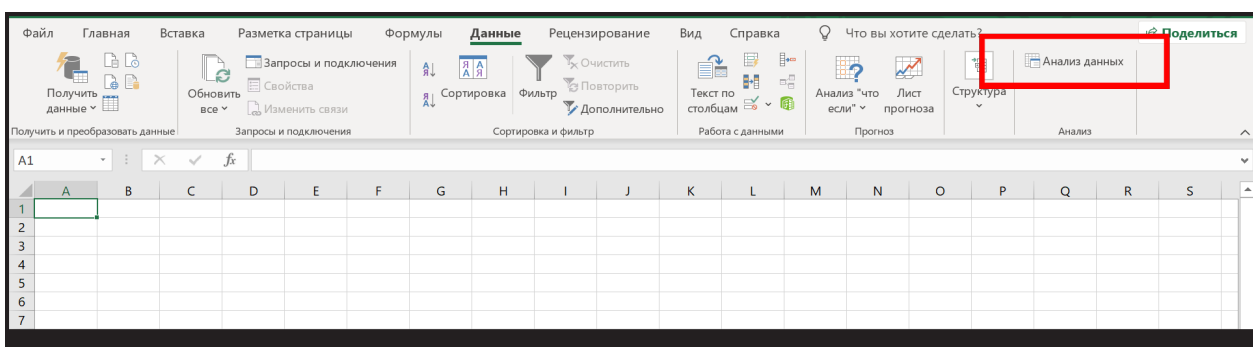 Файл Главная Вставка Разметка страницы Формулы Данные Рецензирование Вид Справка Что вы хотите сделать? Поделиться
Получить данные
Обновить все
Запросы и подключения
Свойства
Изменить связи
Сортировка
Фильтр
Очистить
Повторить
Дополнительно
Текст по столбцам
Анализ "что если"
Лист прогноза
Структура
Анализ данных
Получить и преобразовать данные Запросы и подключения Сортировка и фильтр Работа с данными Прогноз Анализ
A1 fx
A B C D E F G H I J K L M N O P Q R S
1
2
3
4
5
6
7